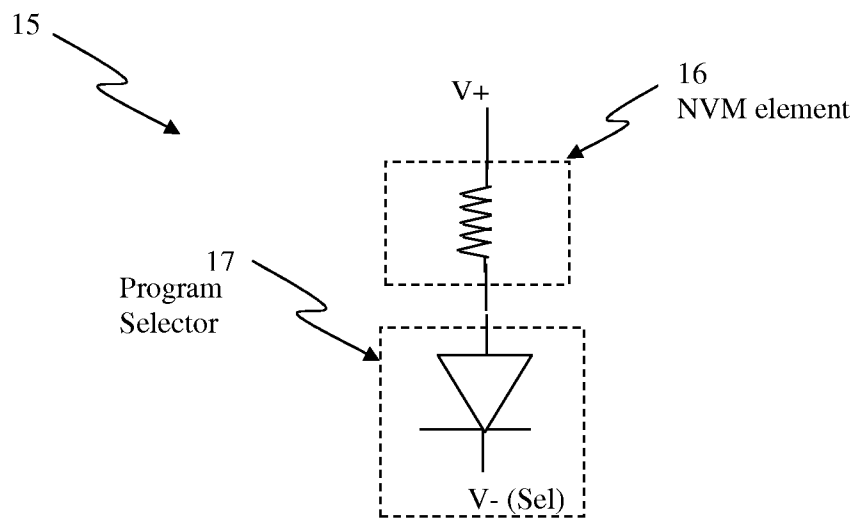 15
V+
16
NVM element
17
Program
Selector
V- (Sel)